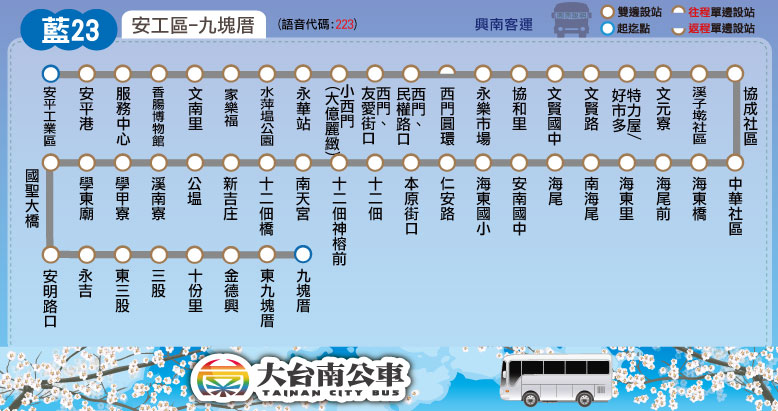 藍23
安工區-九塊厝
(語音代碼:223)
興南客運
雙邊設站
往程單邊設站
起迄點
返程單邊設站
安平工業區
安平港
服務中心
香腸博物館
文南里
家樂福
水萍塭公園
永華站
小西門
(大億麗緻)
西門、
友愛街口
西門、
民權路口
西門圓環
永樂市場
協和里
文賢國中
文賢路
特力屋/
好市多
文元寮
溪子墘社區
協成社區
中華社區
海東橋
海尾前
海東里
南海尾
海尾
安南國中
海東國小
仁安路
本原街口
十二佃
十二佃神榕前
南天宮
十二佃橋
新吉庄
公塭
溪南寮
學甲寮
學東廟
國聖大橋
安明路口
永吉
東三股
三股
十份里
金德興
東九塊厝
九塊厝
大台南公車
TAINAN CITY BUS